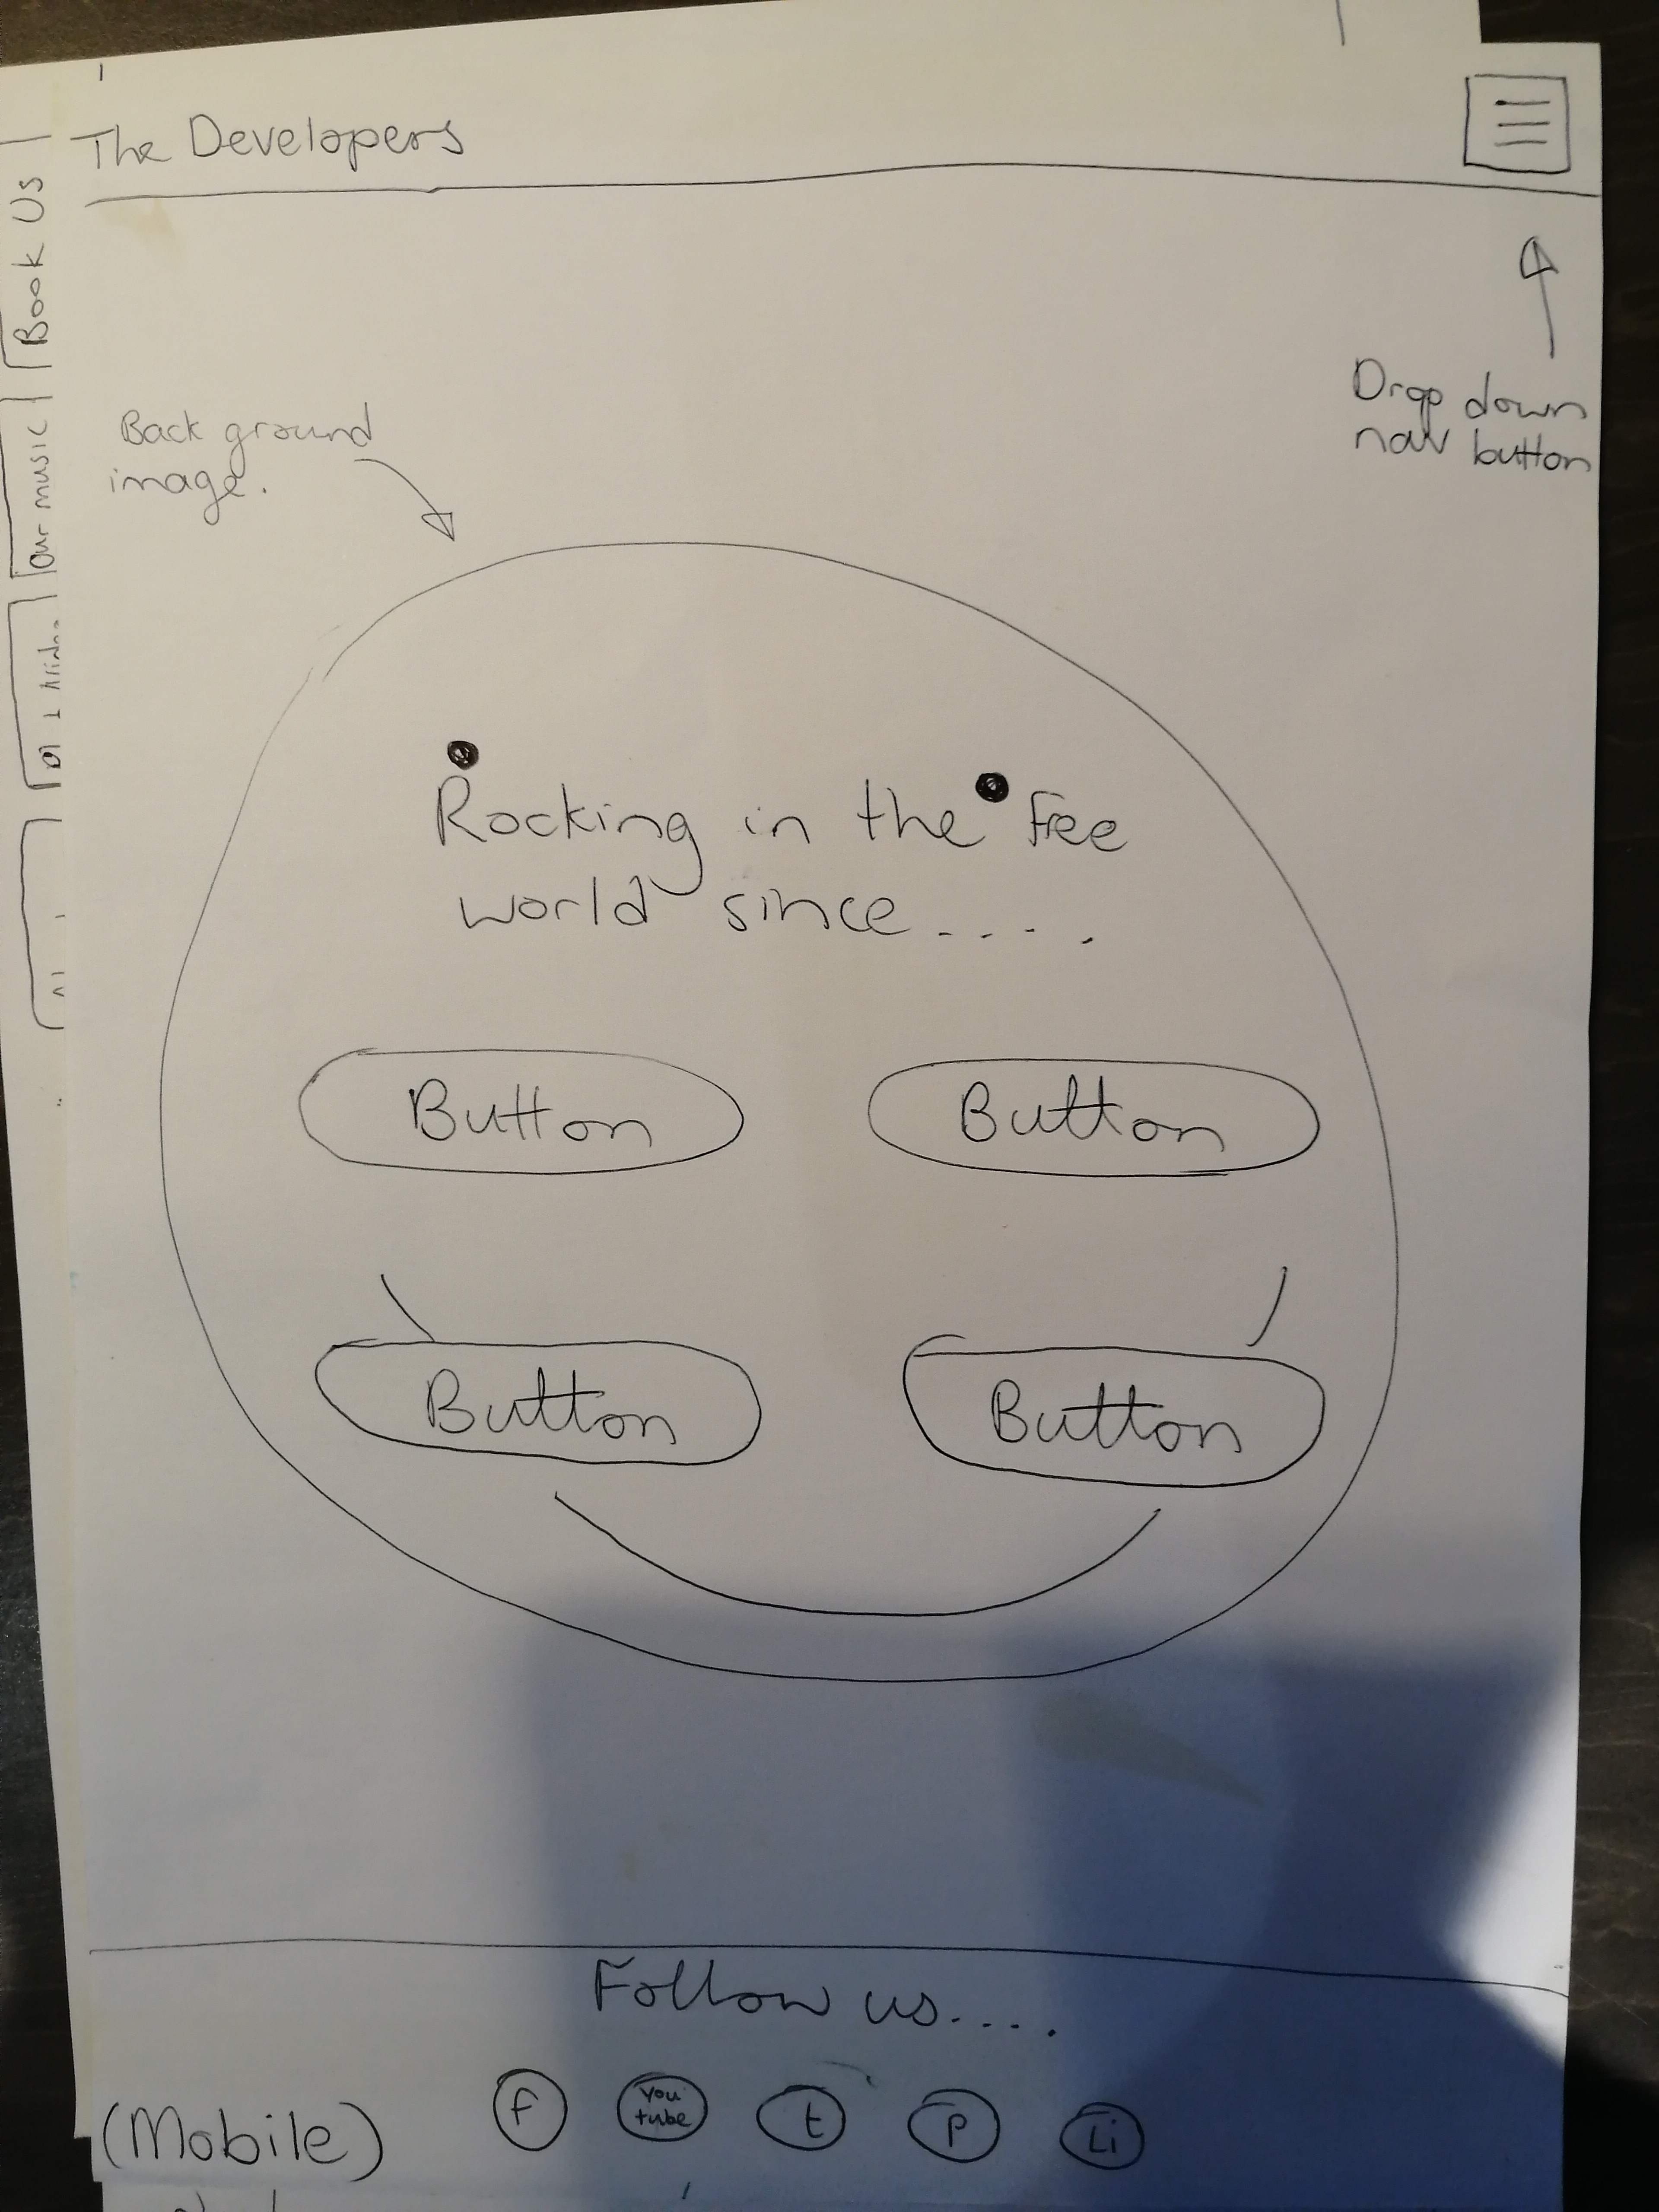 The Developers
Drop down
nav button
Back ground
image.
Rocking in the free
world since.....
Button Button
Button Button
Follow us.....
(Mobile)
f You tube t P Li
Book Us
our music